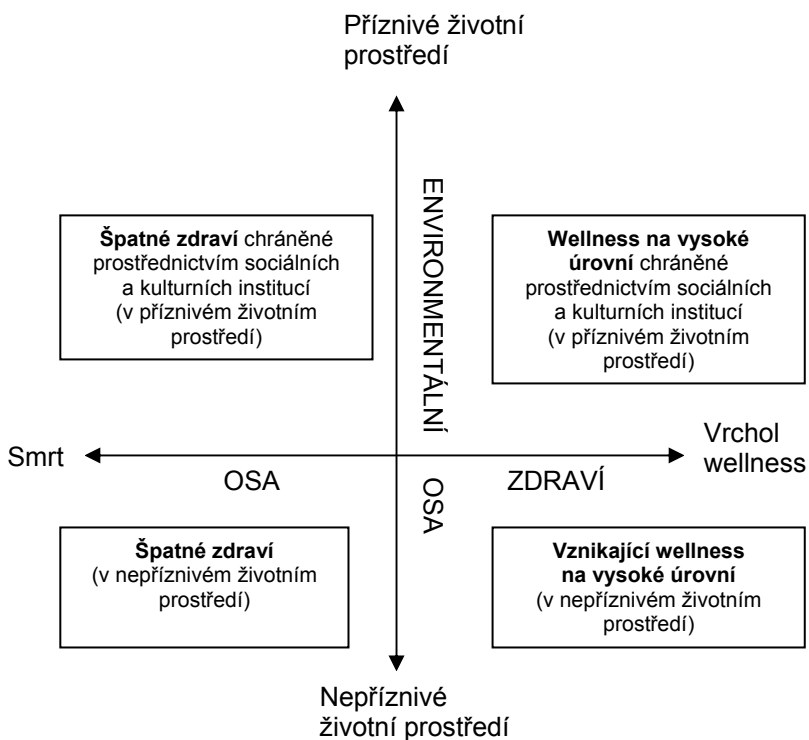 Příznivé životní
prostředí
ENVIRONMENTÁLNÍ
Špatné zdraví chráněné
prostřednictvím sociálních
a kulturních institucí
(v příznivém životním
prostředí)
Wellness na vysoké
úrovní chráněné
prostřednictvím sociálních
a kulturních institucí
(v příznivém životním
prostředí)
Smrt
Vrchol
wellness
OSA
OSA
ZDRAVÍ
Špatné zdraví
(v nepříznivém životním
prostředí)
Vznikající wellness
na vysoké úrovní
(v nepříznivém životním
prostředí)
Nepříznivé
životní prostředí